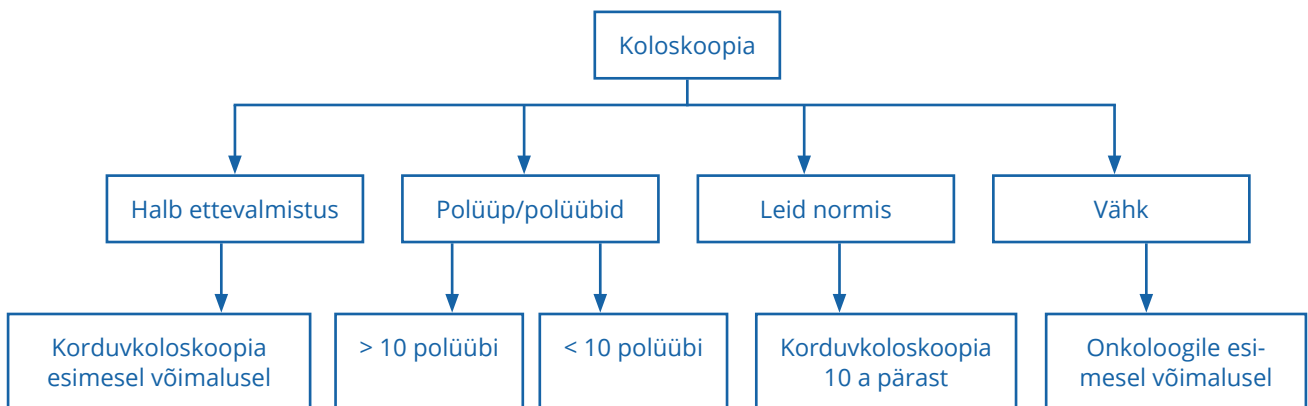 Koloskoopia
Halb ettevalmistus
Polüüp/polüübid
Leid normis
Vähk
Korduvkoloskoopia
esimesel võimalusel
> 10 polüübi
< 10 polüübi
Korduvkoloskoopia
10 a pärast
Onkoloogile esi-
mesel võimalusel